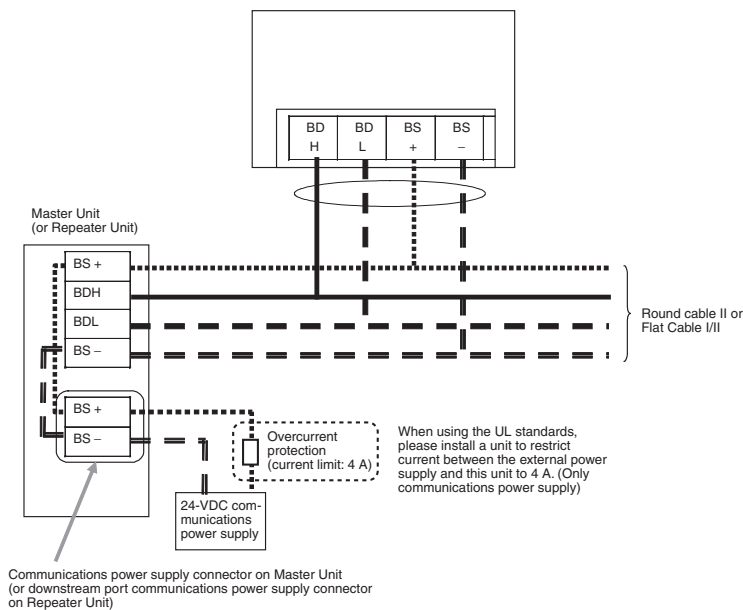 BD BD BS BS
H L + −
Master Unit
(or Repeater Unit)
BS +
BDH
BDL
BS −
Round cable II or
Flat Cable I/II
BS +
BS −
Overcurrent
protection
(current limit: 4 A)
When using the UL standards,
please install a unit to restrict
current between the external power
supply and this unit to 4 A. (Only
communications power supply)
24-VDC com-
munications
power supply
Communications power supply connector on Master Unit
(or downstream port communications power supply connector
on Repeater Unit)